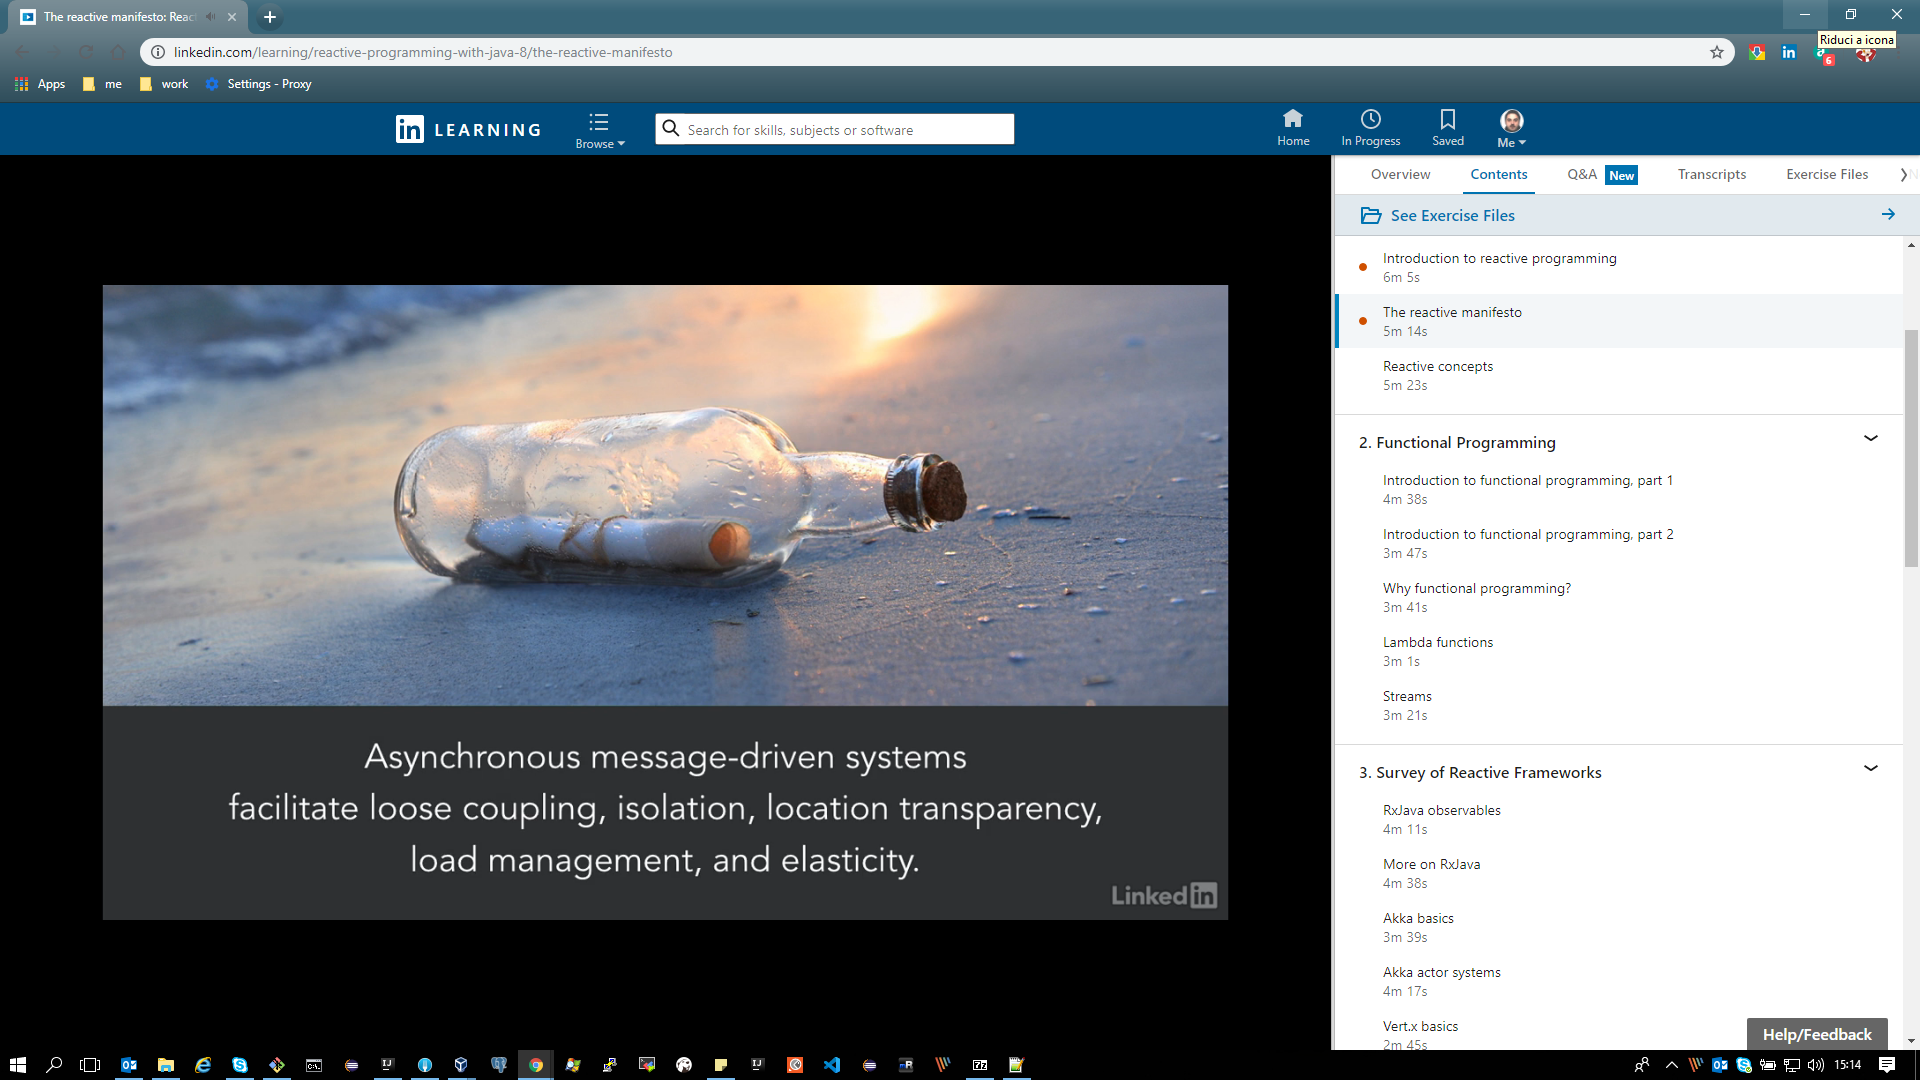 The reactive manifesto: Reac
linkedin.com/learning/reactive-programming-with-java-8/the-reactive-manifesto
Riduci a icona
6
Apps
me
work
Settings - Proxy
in LEARNING
Browse
Search for skills, subjects or software
Home
In Progress
Saved
Me
Overview
Contents
Q&A New
Transcripts
Exercise Files
See Exercise Files
Introduction to reactive programming
6m 5s
The reactive manifesto
5m 14s
Reactive concepts
5m 23s
2. Functional Programming
Introduction to functional programming, part 1
4m 38s
Introduction to functional programming, part 2
3m 47s
Why functional programming?
3m 41s
Lambda functions
3m 1s
Streams
3m 21s
3. Survey of Reactive Frameworks
RxJava observables
4m 11s
More on RxJava
4m 38s
Akka basics
3m 39s
Akka actor systems
4m 17s
Vert.x basics
2m 45s
Help/Feedback
Asynchronous message-driven systems
facilitate loose coupling, isolation, location transparency,
load management, and elasticity.
Linked in
15:14